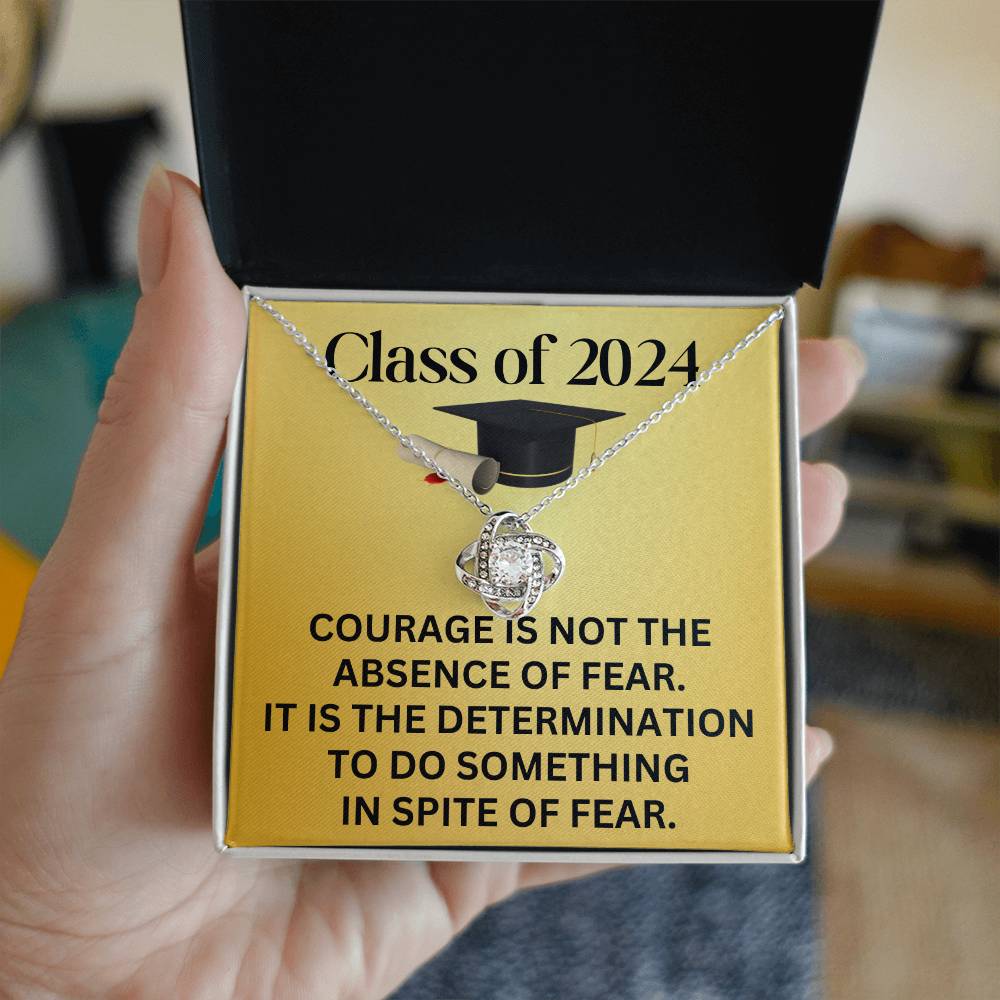 Class of 2024
COURAGE IS NOT THE
ABSENCE OF FEAR.
IT IS THE DETERMINATION
TO DO SOMETHING
IN SPITE OF FEAR.